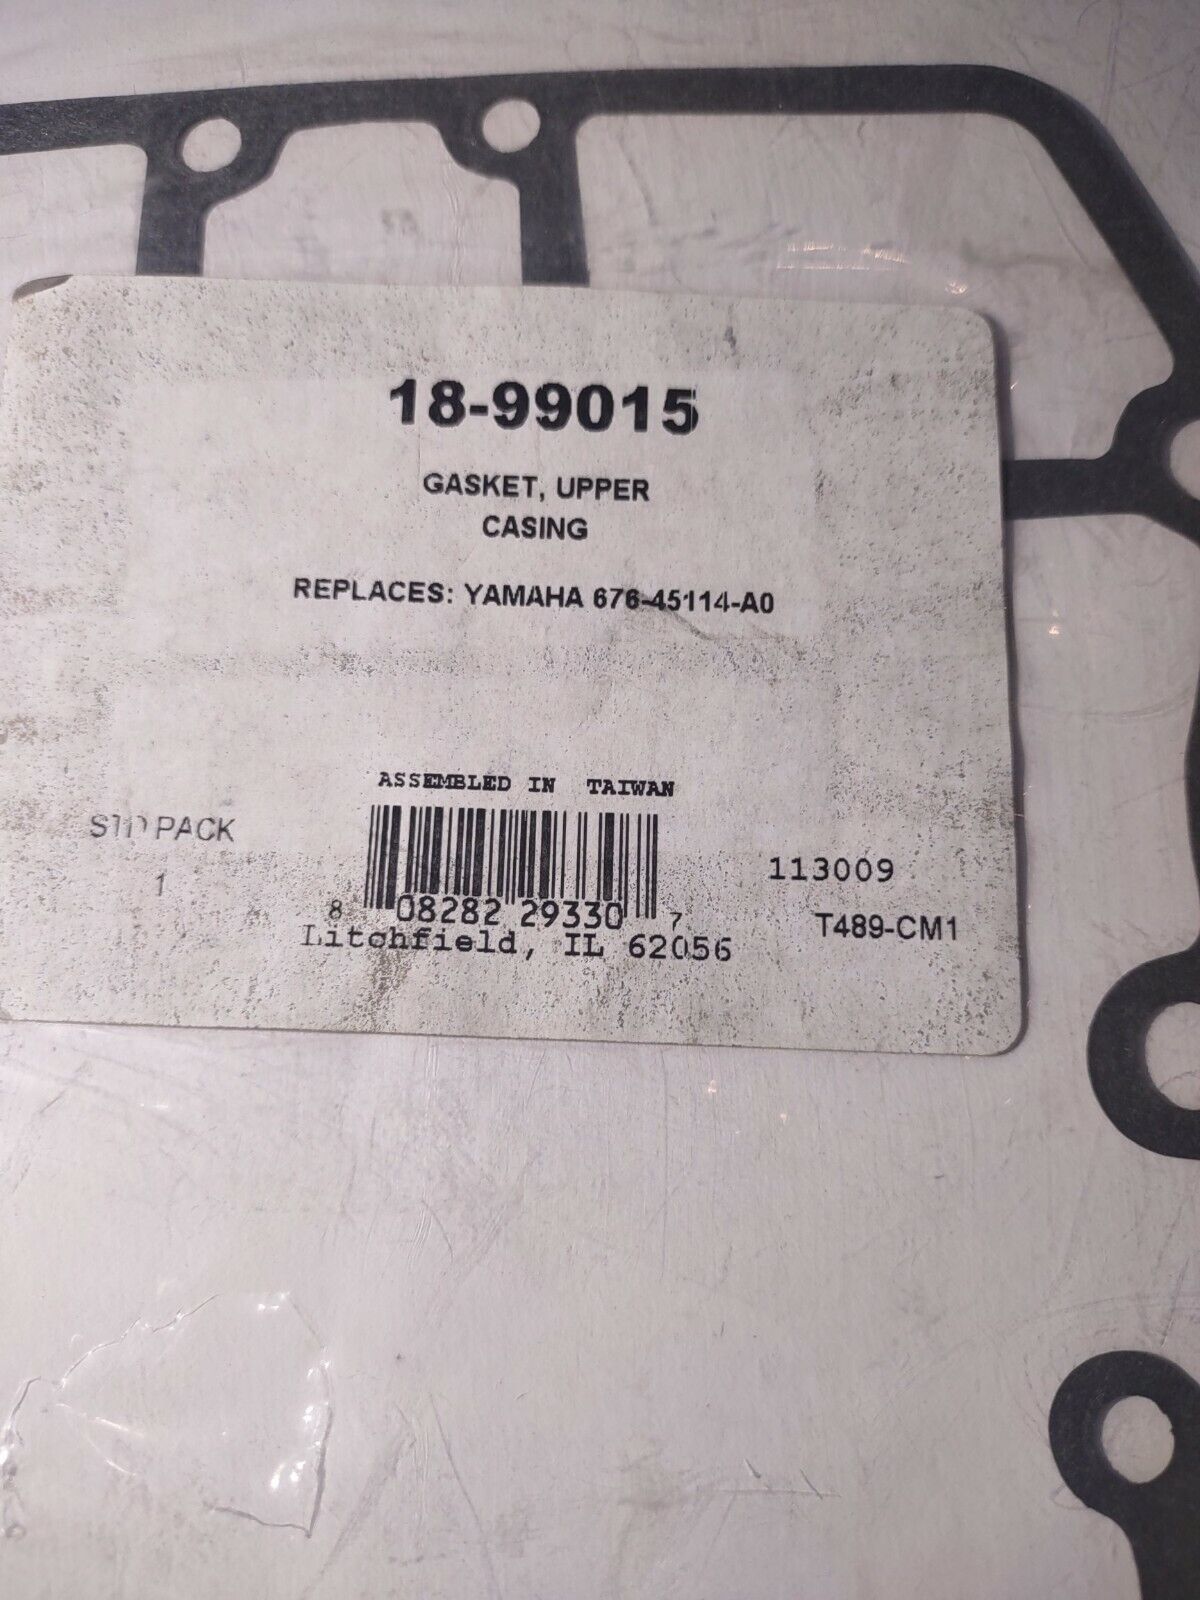 18-99015
GASKET, UPPER
CASING
REPLACES: YAMAHA 676-45114-A0
ASSEMBLED IN TAIWAN
STD PACK
1
8 08282 29330 7
Litchfield, IL 62056
113009
T489-CM1